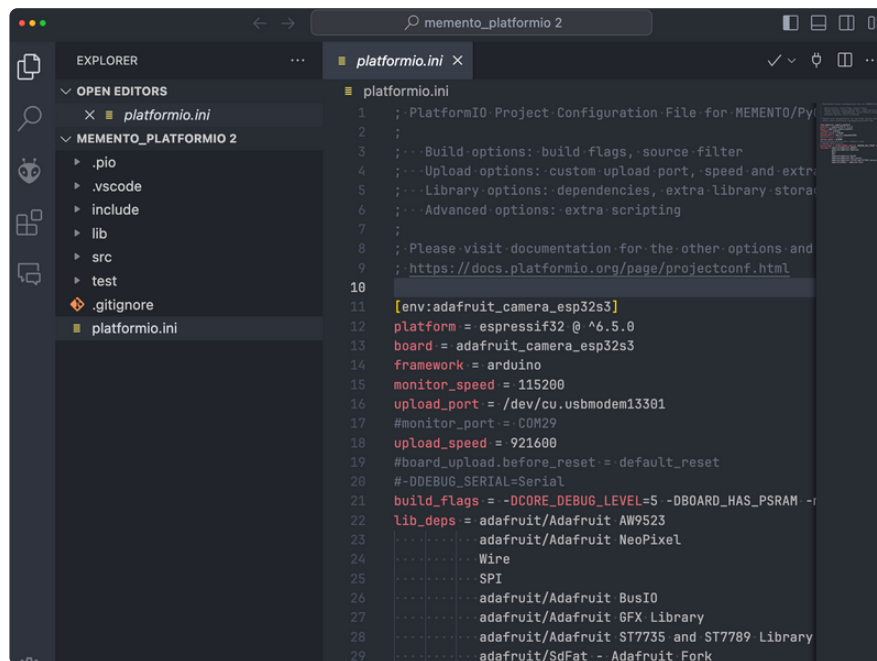 memento_platformio 2
EXPLORER
OPEN EDITORS
platformio.ini
MEMENTO_PLATFORMIO 2
.pio
.vscode
include
lib
src
test
.gitignore
platformio.ini
platformio.ini
platformio.ini
1 ; PlatformIO Project Configuration File for MEMENTO/Py
2 ;
3 ;   Build options: build flags, source filter
4 ;   Upload options: custom upload port, speed and extra
5 ;   Library options: dependencies, extra library storag
6 ;   Advanced options: extra scripting
7 ;
8 ; Please visit documentation for the other options and
9 ; https://docs.platformio.org/page/projectconf.html
10
11 [env:adafruit_camera_esp32s3]
12 platform = espressif32 @ ^6.5.0
13 board = adafruit_camera_esp32s3
14 framework = arduino
15 monitor_speed = 115200
16 upload_port = /dev/cu.usbmodem13301
17 #monitor_port = COM29
18 upload_speed = 921600
19 #board_upload.before_reset = default_reset
20 #-DDEBUG_SERIAL=Serial
21 build_flags = -DCORE_DEBUG_LEVEL=5 -DBOARD_HAS_PSRAM
22 lib_deps = adafruit/Adafruit AW9523
23 adafruit/Adafruit NeoPixel
24 Wire
25 SPI
26 adafruit/Adafruit BusIO
27 adafruit/Adafruit GFX Library
28 adafruit/Adafruit ST7735 and ST7789 Library
29 adafruit/SdFat - Adafruit Fork